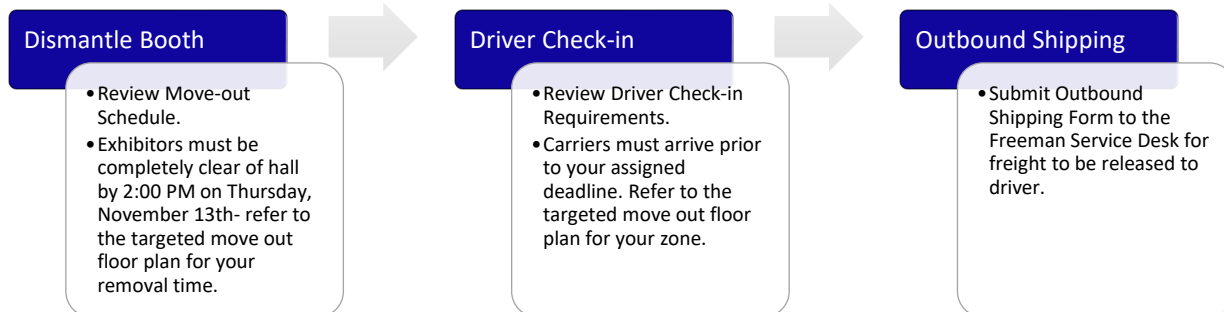 Dismantle Booth
•Review Move-out
Schedule.
•Exhibitors must be
completely clear of hall
by 2:00 PM on Thursday,
November 13th- refer to
the targeted move out
floor plan for your
removal time.
Driver Check-in
•Review Driver Check-in
Requirements.
•Carriers must arrive prior
to your assigned
deadline. Refer to the
targeted move out floor
plan for your zone.
Outbound Shipping
•Submit Outbound
Shipping Form to the
Freeman Service Desk for
freight to be released to
driver.